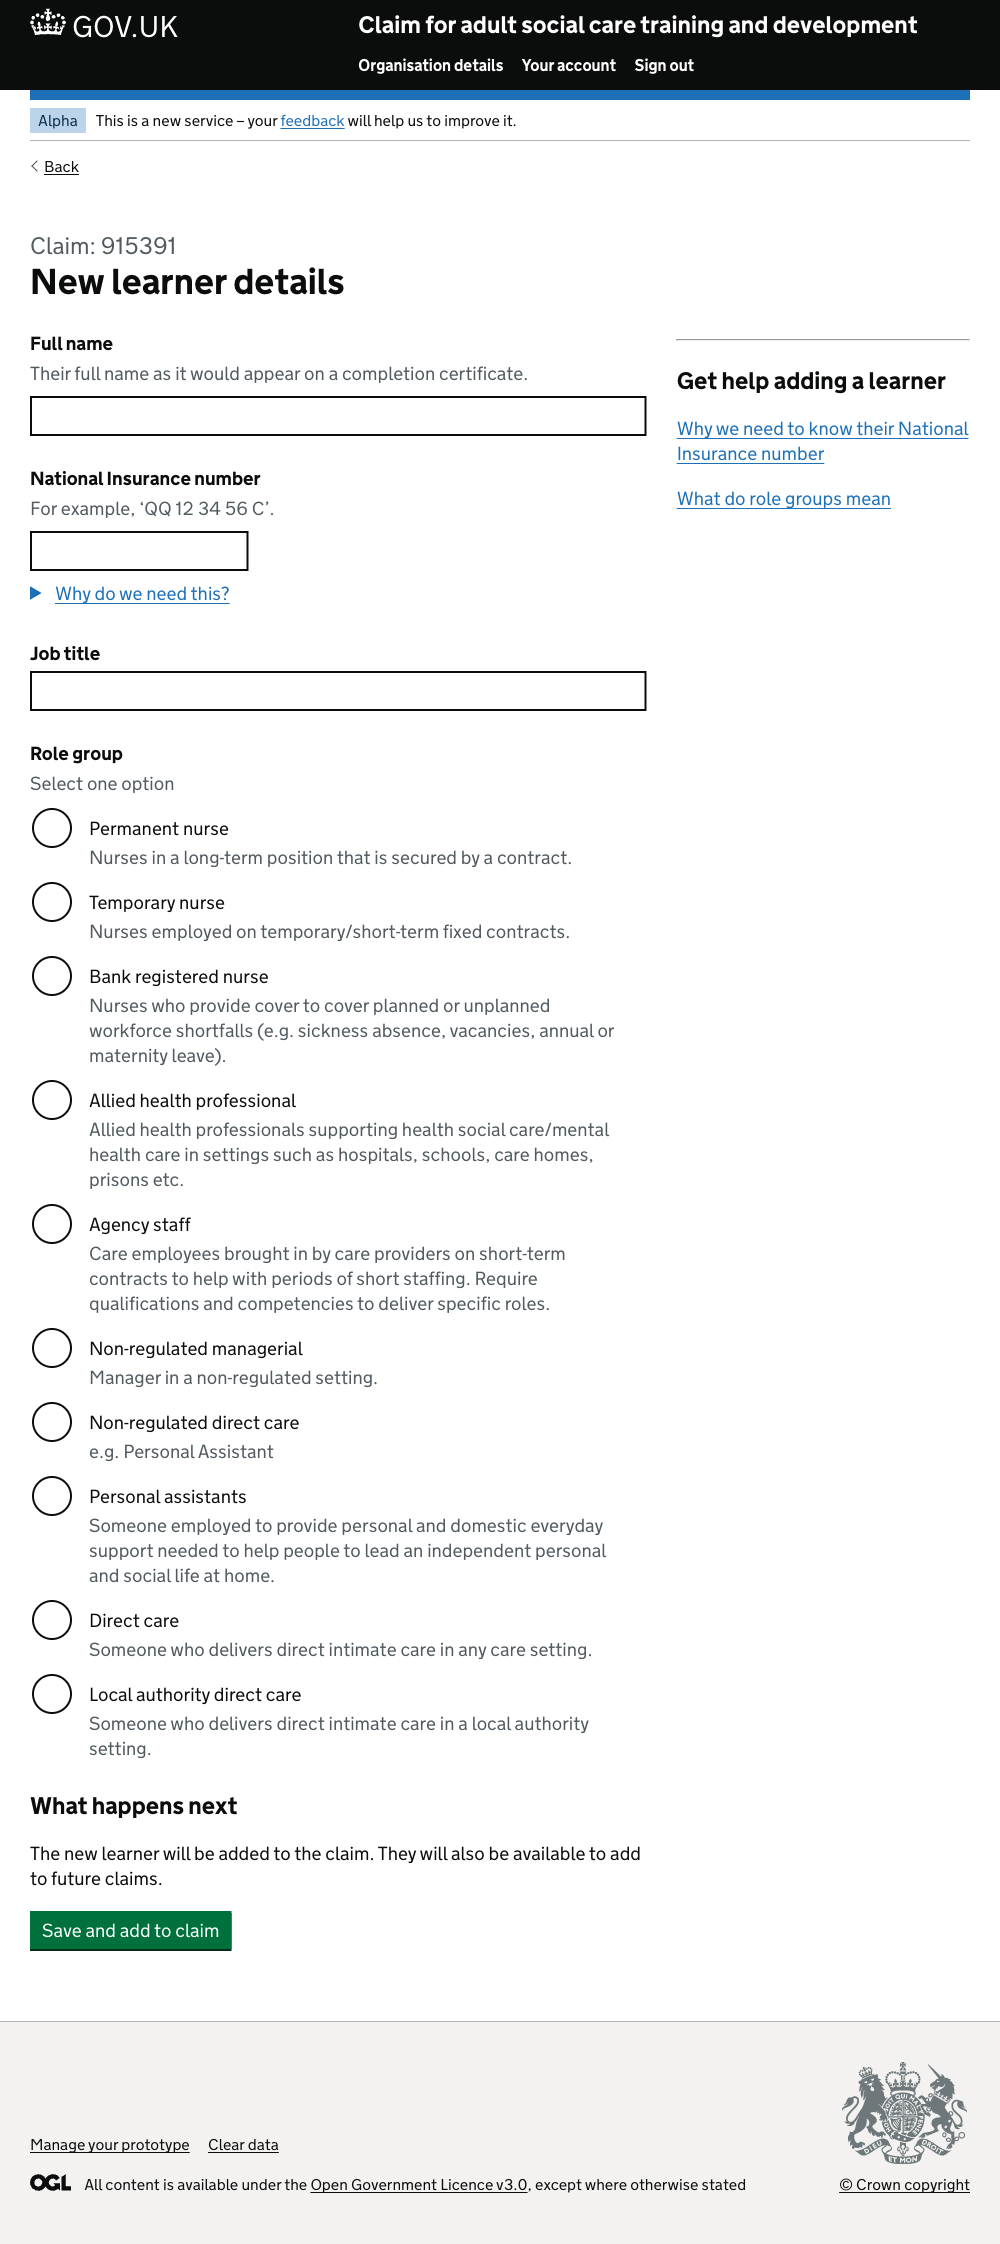 GOV.UK
Claim for adult social care training and development
Organisation details Your account Sign out
Alpha This is a new service – your feedback will help us to improve it.
Back
Claim: 915391
New learner details
Full name
Their full name as it would appear on a completion certificate.
National Insurance number
For example, ‘QQ 12 34 56 C’.
Why do we need this?
Job title
Role group
Select one option
Permanent nurse
Nurses in a long-term position that is secured by a contract.
Temporary nurse
Nurses employed on temporary/short-term fixed contracts.
Bank registered nurse
Nurses who provide cover to cover planned or unplanned
workforce shortfalls (e.g. sickness absence, vacancies, annual or
maternity leave).
Allied health professional
Allied health professionals supporting health social care/mental
health care in settings such as hospitals, schools, care homes,
prisons etc.
Agency staff
Care employees brought in by care providers on short-term
contracts to help with periods of short staffing. Require
qualifications and competencies to deliver specific roles.
Non-regulated managerial
Manager in a non-regulated setting.
Non-regulated direct care
e.g. Personal Assistant
Personal assistants
Someone employed to provide personal and domestic everyday
support needed to help people to lead an independent personal
and social life at home.
Direct care
Someone who delivers direct intimate care in any care setting.
Local authority direct care
Someone who delivers direct intimate care in a local authority
setting.
What happens next
The new learner will be added to the claim. They will also be available to add
to future claims.
Save and add to claim
Get help adding a learner
Why we need to know their National
Insurance number
What do role groups mean
Manage your prototype Clear data
OGL All content is available under the Open Government Licence v3.0, except where otherwise stated
DIEU ET MON DROIT
© Crown copyright